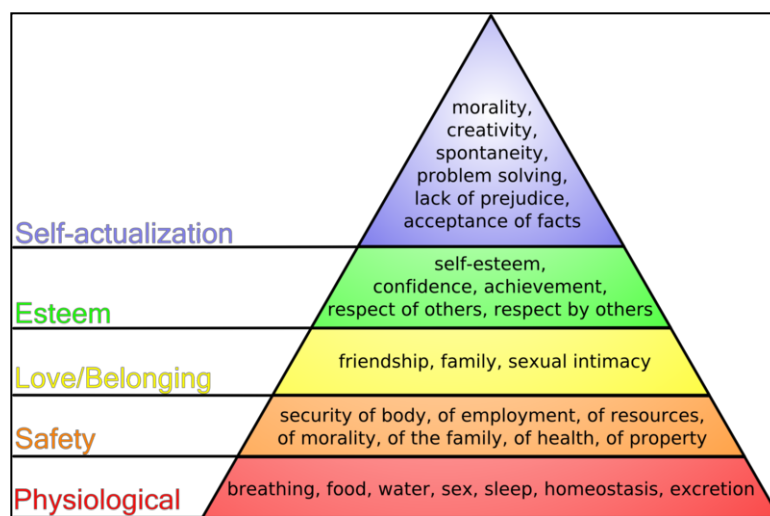 morality,
creativity,
spontaneity,
problem solving,
lack of prejudice,
acceptance of facts
Self-actualization
self-esteem,
confidence, achievement,
respect of others, respect by others
Esteem
friendship, family, sexual intimacy
Love/Belonging
security of body, of employment, of resources,
of morality, of the family, of health, of property
Safety
breathing, food, water, sex, sleep, homeostasis, excretion
Physiological